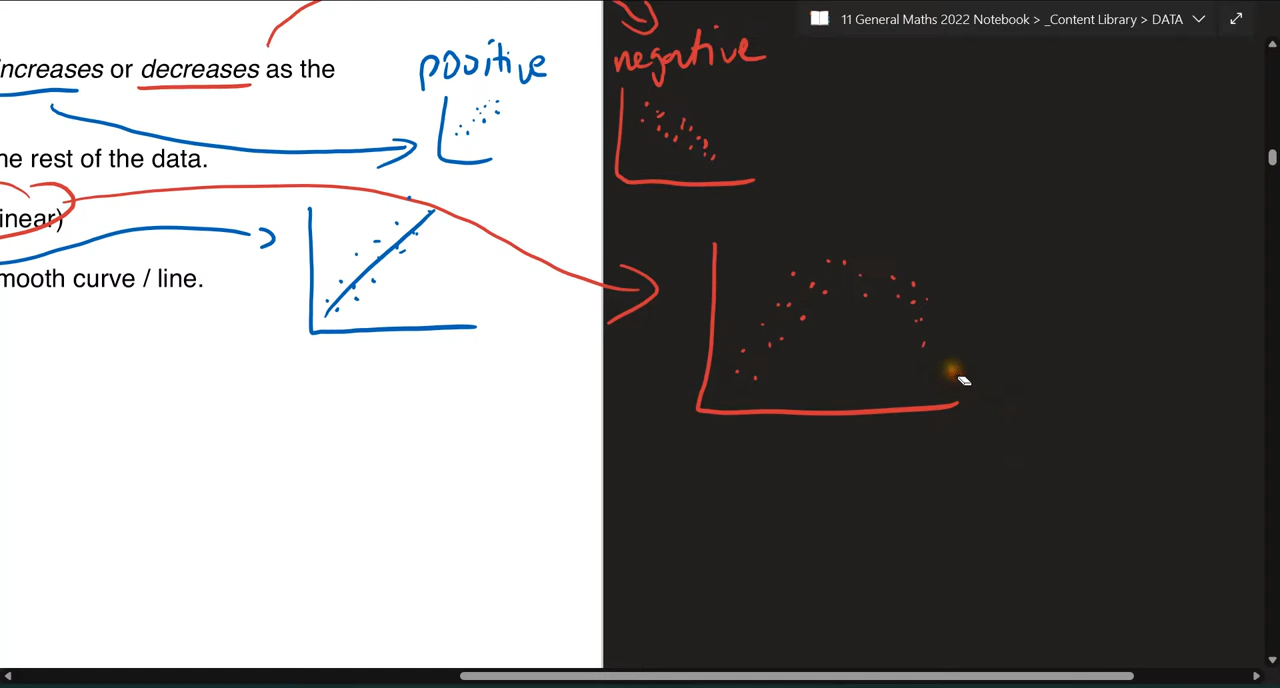 11 General Maths 2022 Notebook > _Content Library > DATA
increases or decreases as the
positive
negative
he rest of the data.
inear)
mooth curve / line.